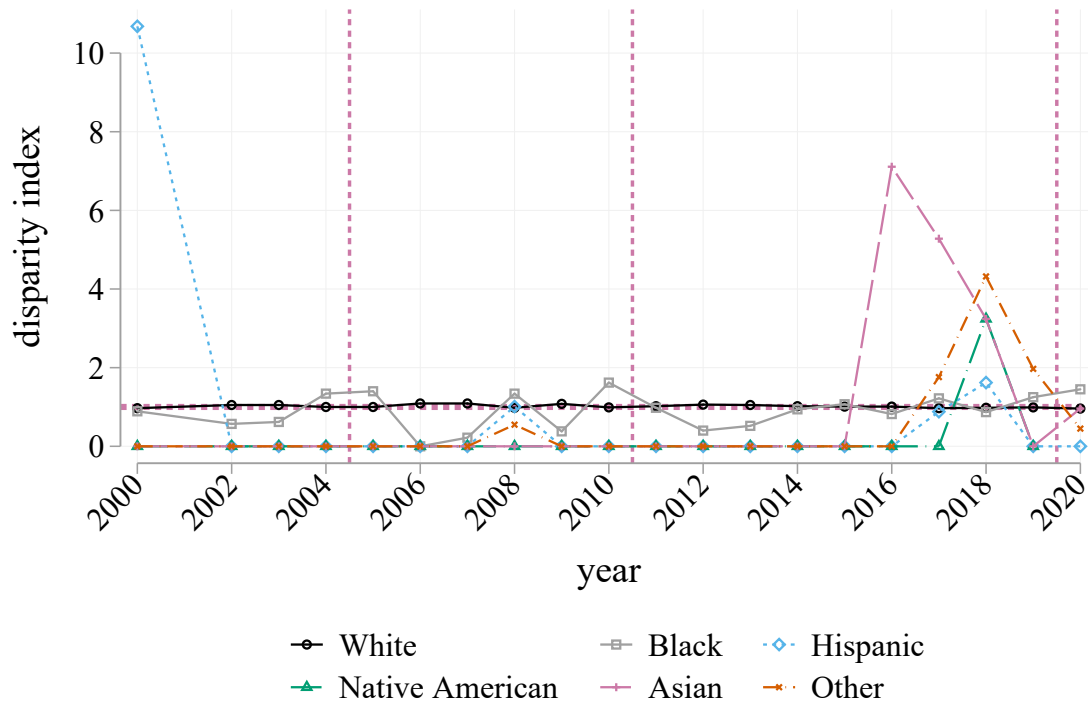 10
8
6
4
2
0
disparity index
2000 2002 2004 2006 2008 2010 2012 2014 2016 2018 2020
year
White Black Hispanic
Native American Asian Other